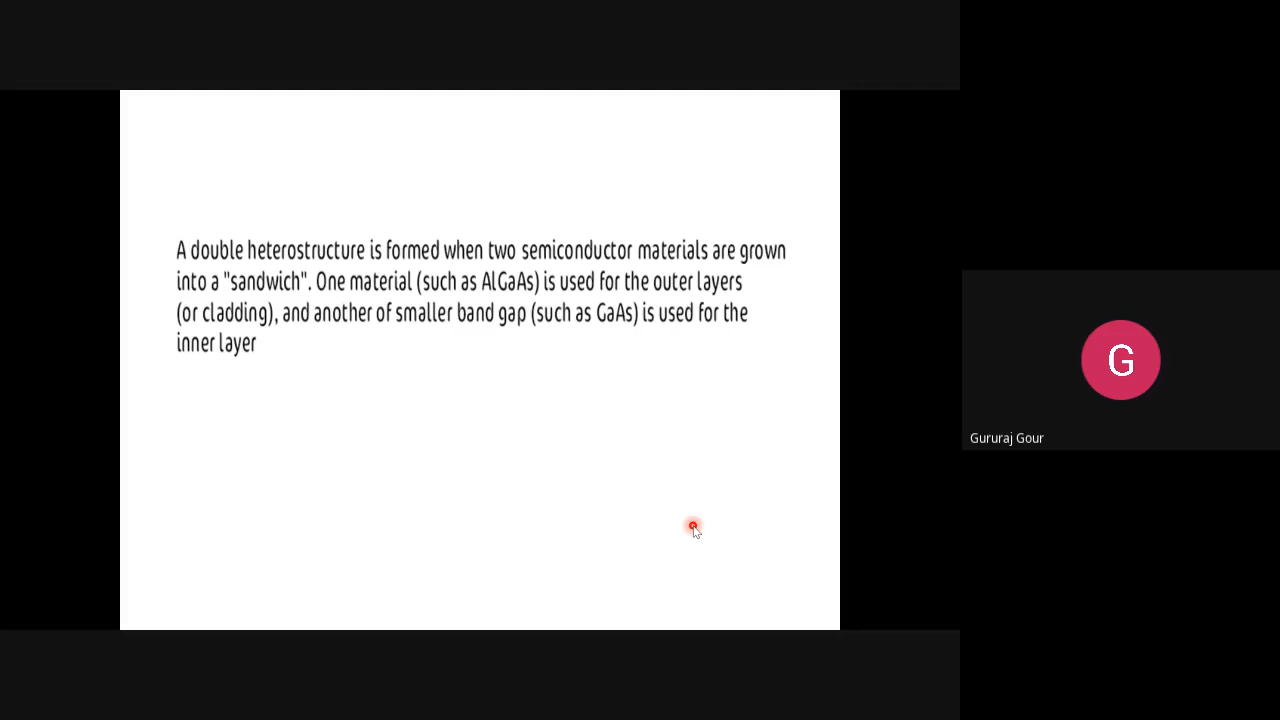 A double heterostructure is formed when two semiconductor materials are grown
into a "sandwich". One material (such as AlGaAs) is used for the outer layers
(or cladding), and another of smaller band gap (such as GaAs) is used for the
inner layer
G
Gururaj Gour